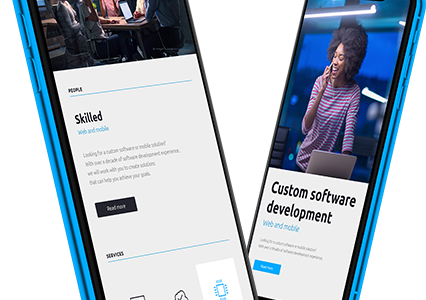 PEOPLE
Skilled
Web and mobile
Looking for a custom software or mobile solution?
With over a decade of software development experience,
we will work with you to create solutions
that can help you achieve your goals.
Read more
SERVICES
Custom software
development
Web and mobile
Looking for a custom software or mobile solution?
With over a decade of software development experience,
Read more